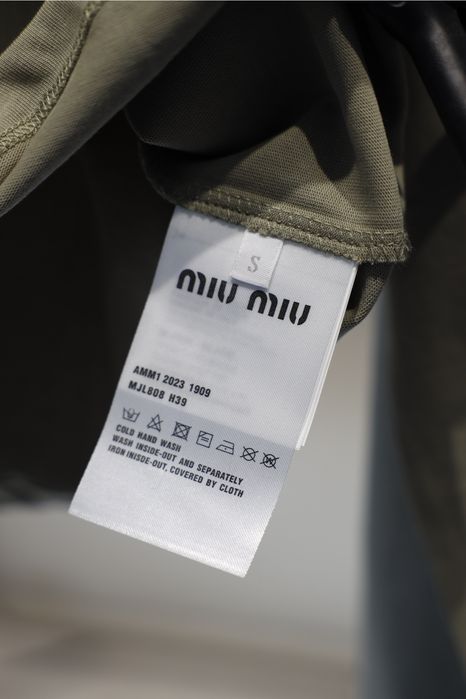 S
MIU MIU
AMM1 2023 1909
MJL808 H39
COLD HAND WASH
WASH INSIDE-OUT AND SEPARATELY
IRON INISDE-OUT, COVERED BY CLOTH